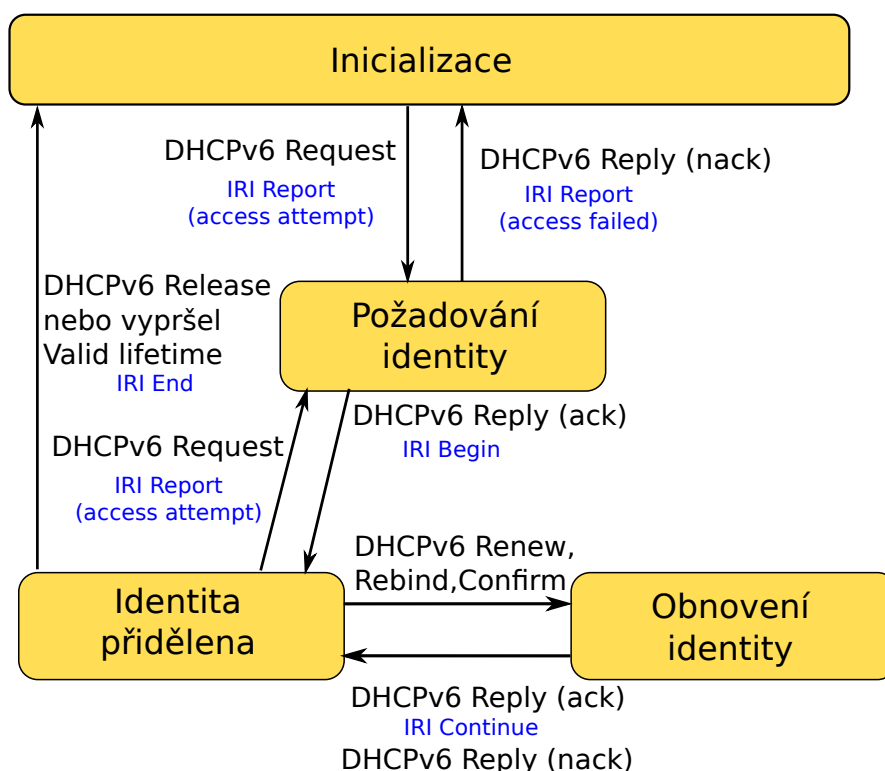 Inicializace
DHCPv6 Request
IRI Report
(access attempt)
DHCPv6 Reply (nack)
IRI Report
(access failed)
DHCPv6 Release
nebo vypršel
Valid lifetime
IRI End
Požadování
identity
DHCPv6 Request
IRI Report
(access attempt)
DHCPv6 Reply (ack)
IRI Begin
DHCPv6 Renew,
Rebind,Confirm
Identita
přidělena
Obnovení
identity
DHCPv6 Reply (ack)
IRI Continue
DHCPv6 Reply (nack)